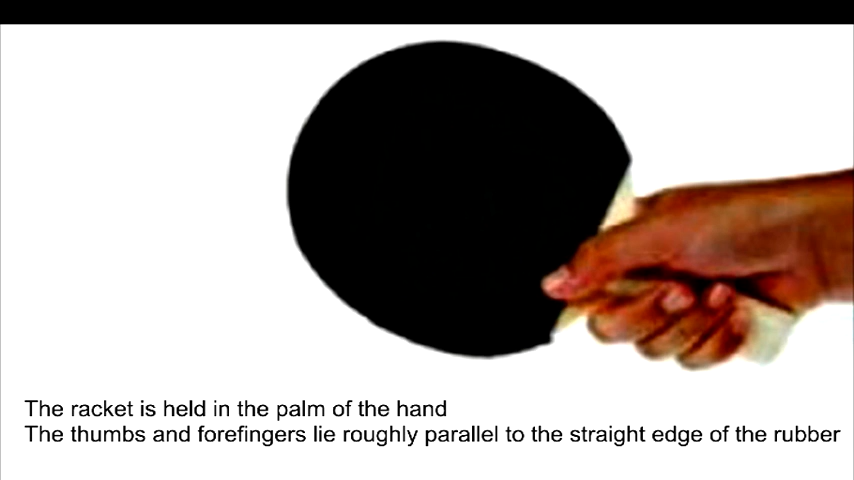 The racket is held in the palm of the hand
The thumbs and forefingers lie roughly parallel to the straight edge of the rubber